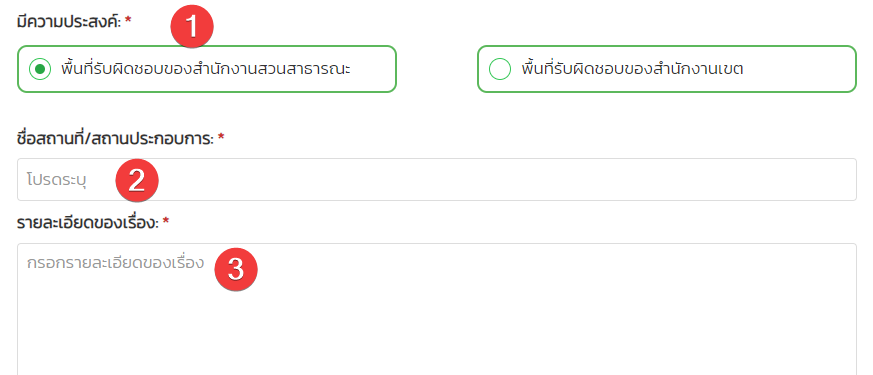 มีความประสงค์: * 1
พื้นที่รับผิดชอบของสำนักงานสวนสาธารณะ พื้นที่รับผิดชอบของสำนักงานเขต
ชื่อสถานที่/สถานประกอบการ: *
โปรดระบุ 2
รายละเอียดของเรื่อง: *
กรอกรายละเอียดของเรื่อง 3